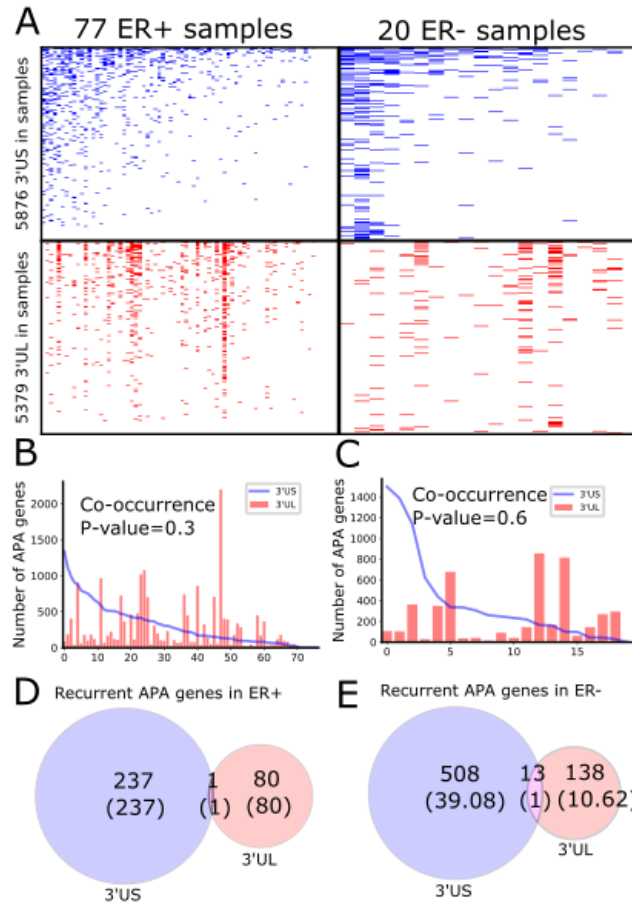 A
77 ER+ samples
20 ER- samples
5876 3'US in samples
5379 3'UL in samples
B
Number of APA genes
2000
1500
1000
500
0
0 10 20 30 40 50 60 70
Co-occurrence
P-value=0.3
3'US
3'UL
C
Number of APA genes
1400
1200
1000
800
600
400
200
0
0 5 10 15
Co-occurrence
P-value=0.6
3'US
3'UL
D
Recurrent APA genes in ER+
237
(237)
1
(1)
80
(80)
3'UL
3'US
E
Recurrent APA genes in ER-
508
(39.08)
13
(1)
138
(10.62)
3'UL
3'US